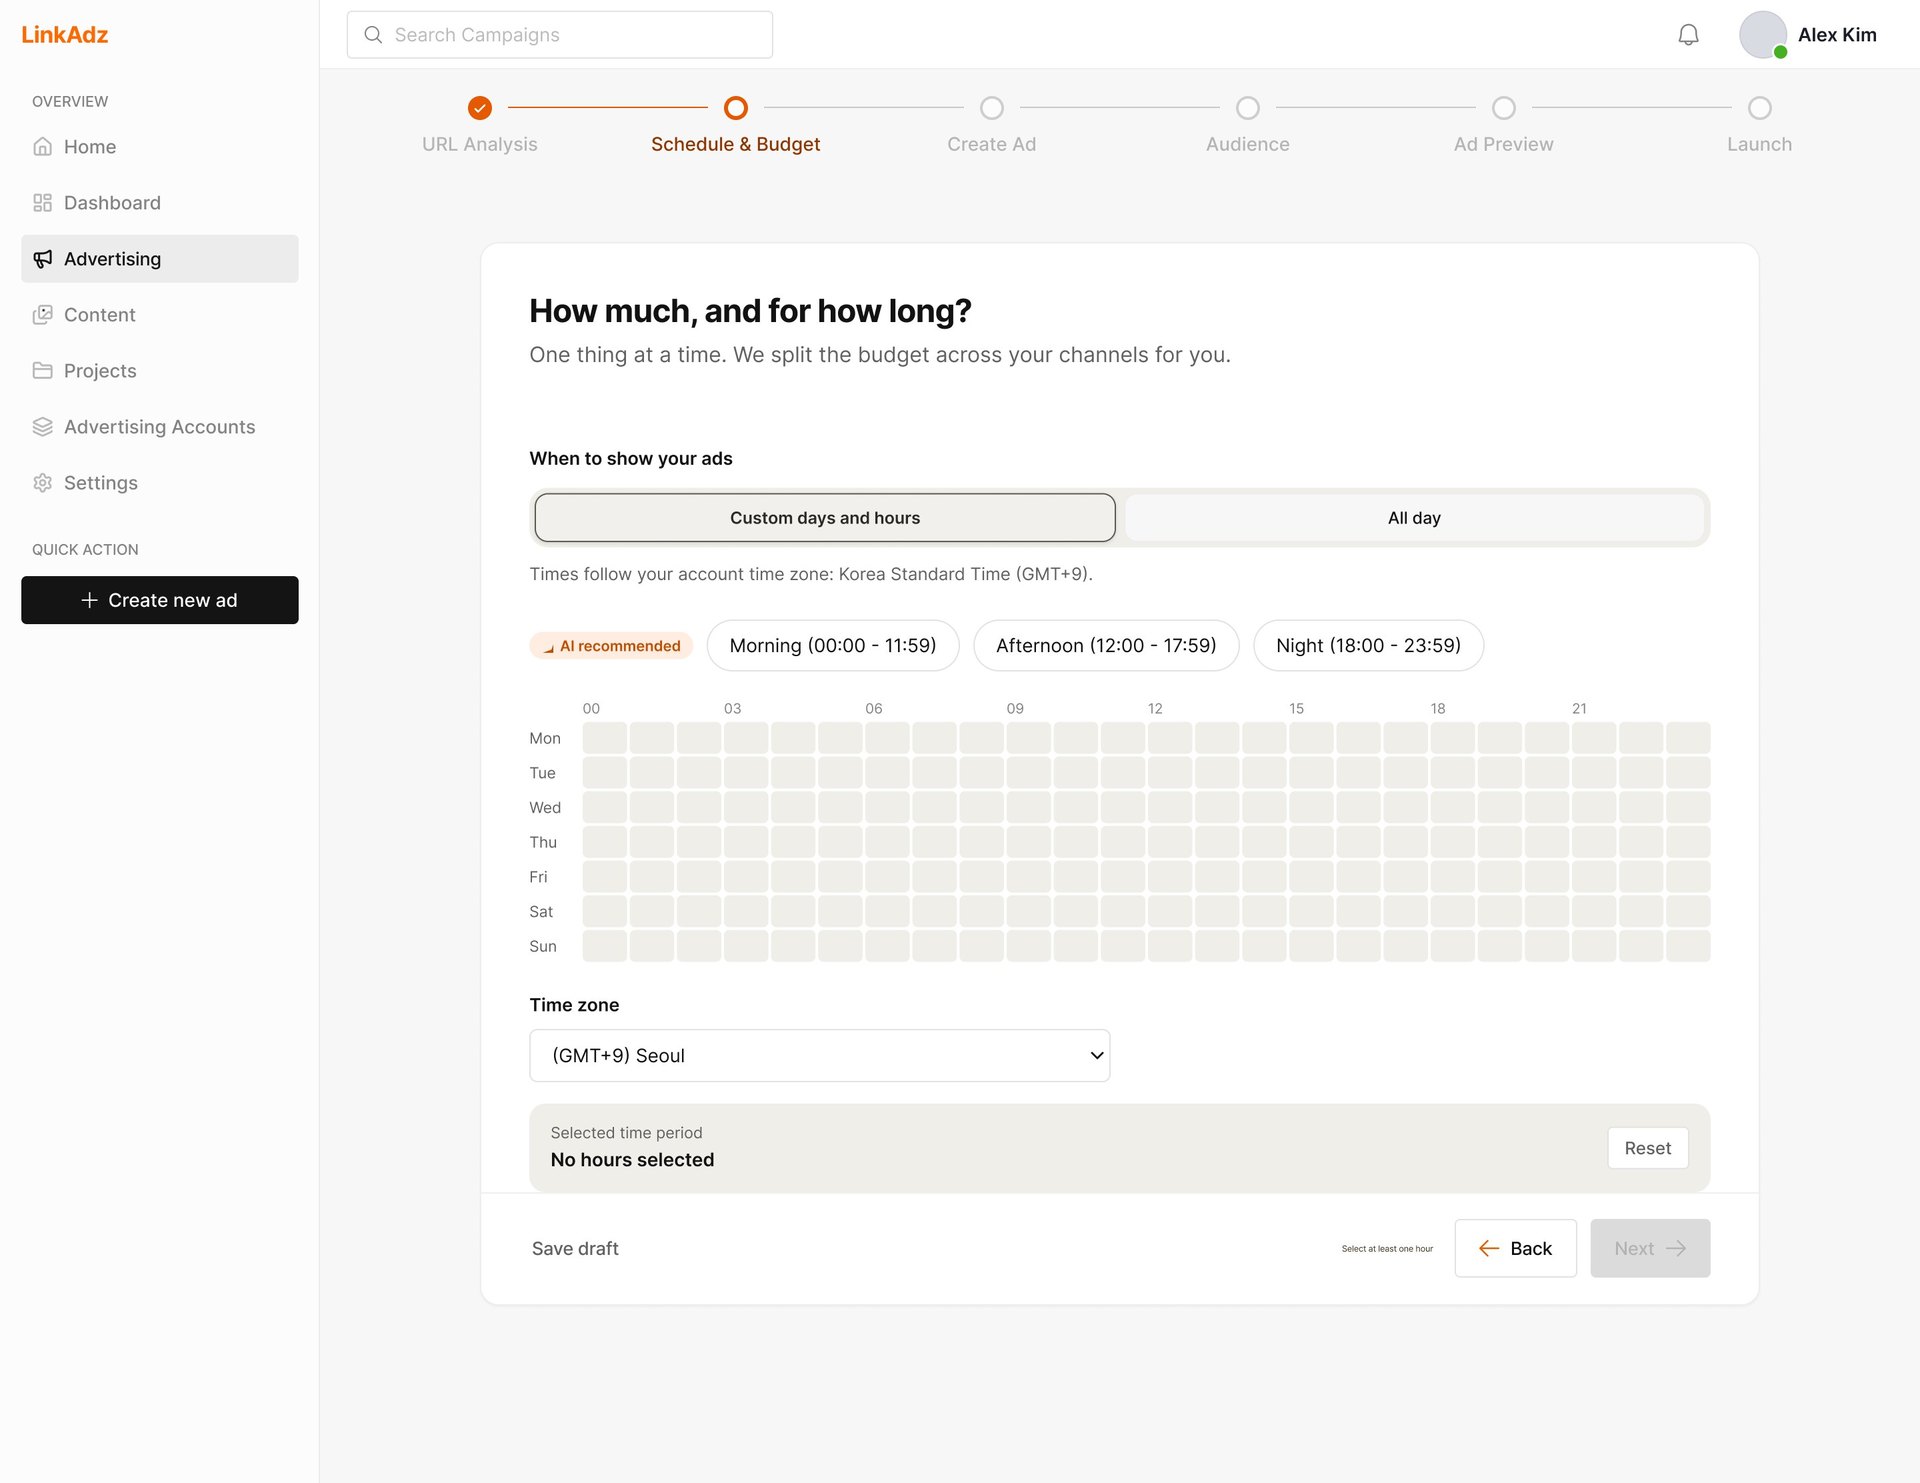 LinkAdz
Search Campaigns
Alex Kim
OVERVIEW
Home
Dashboard
Advertising
Content
Projects
Advertising Accounts
Settings
QUICK ACTION
Create new ad
URL Analysis
Schedule & Budget
Create Ad
Audience
Ad Preview
Launch
How much, and for how long?
One thing at a time. We split the budget across your channels for you.
When to show your ads
Custom days and hours
All day
Times follow your account time zone: Korea Standard Time (GMT+9).
AI recommended
Morning (00:00 - 11:59)
Afternoon (12:00 - 17:59)
Night (18:00 - 23:59)
00 03 06 09 12 15 18 21
Mon
Tue
Wed
Thu
Fri
Sat
Sun
Time zone
(GMT+9) Seoul
Selected time period
No hours selected
Reset
Save draft
Select at least one hour
Back
Next